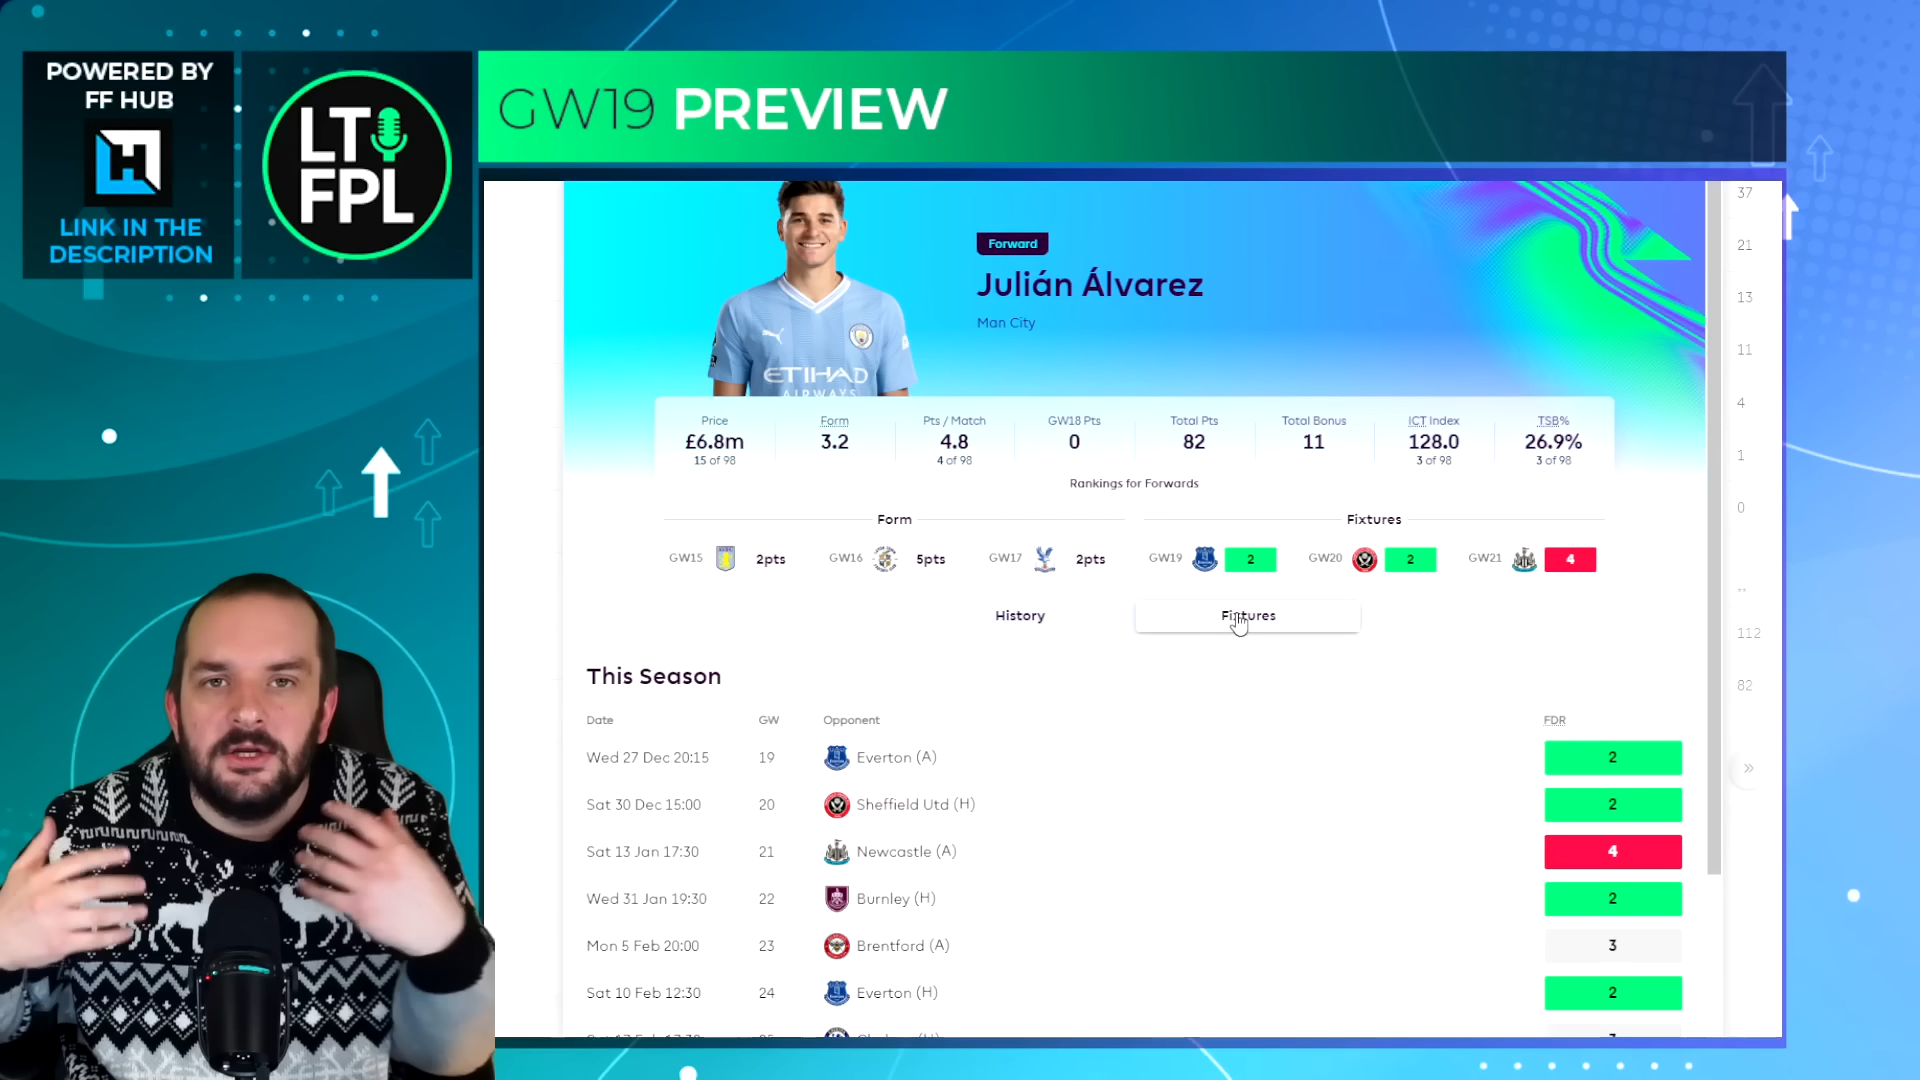 POWERED BY
FF HUB
LINK IN THE
DESCRIPTION
LT
FPL
GW19 PREVIEW
Forward
Julián Álvarez
Man City
ETIHAD
AIRWAYS
Price Form Pts / Match GW18 Pts Total Pts Total Bonus ICT Index TSB%
£6.8m 3.2 4.8 0 82 11 128.0 26.9%
15 of 98 4 of 98 3 of 98 3 of 98
Rankings for Forwards
Form Fixtures
GW15 2pts GW16 5pts GW17 2pts GW19 2 GW20 2 GW21 4
History Fixtures
This Season
Date GW Opponent FDR
Wed 27 Dec 20:15 19 Everton (A) 2
Sat 30 Dec 15:00 20 Sheffield Utd (H) 2
Sat 13 Jan 17:30 21 Newcastle (A) 4
Wed 31 Jan 19:30 22 Burnley (H) 2
Mon 5 Feb 20:00 23 Brentford (A) 3
Sat 10 Feb 12:30 24 Everton (H) 2
37
21
13
11
4
1
0
112
82
»